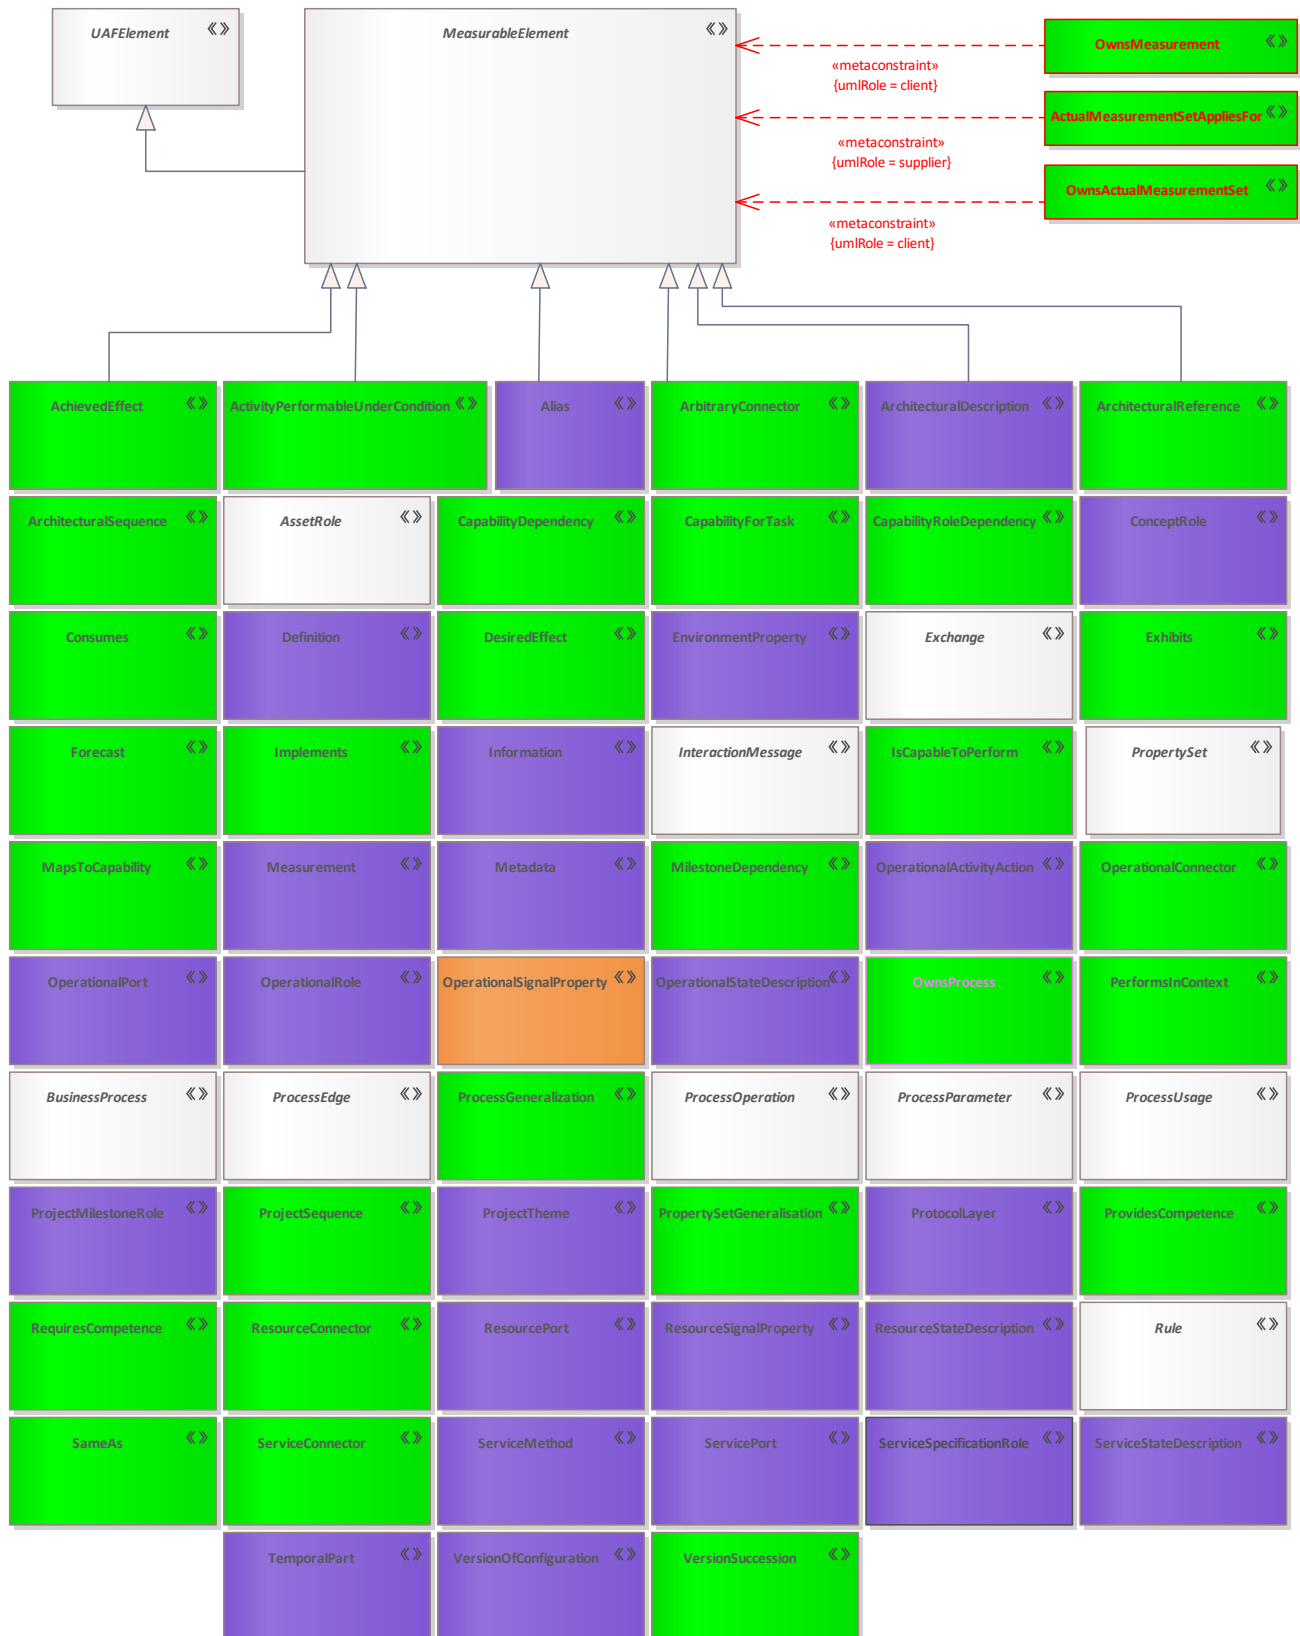 UAFElement «»
MeasurableElement «»
OwnsMeasurement «»
«metaconstraint»
{umlRole = client}
ActualMeasurementSetAppliesFor «»
«metaconstraint»
{umlRole = supplier}
OwnsActualMeasurementSet «»
«metaconstraint»
{umlRole = client}
AchievedEffect «» ActivityPerformableUnderCondition «» Alias «» ArbitraryConnector «» ArchitecturalDescription «» ArchitecturalReference «»
ArchitecturalSequence «» AssetRole «» CapabilityDependency «» CapabilityForTask «» CapabilityRoleDependency «» ConceptRole «»
Consumes «» Definition «» DesiredEffect «» EnvironmentProperty «» Exchange «» Exhibits «»
Forecast «» Implements «» Information «» InteractionMessage «» IsCapableToPerform «» PropertySet «»
MapsToCapability «» Measurement «» Metadata «» MilestoneDependency «» OperationalActivityAction «» OperationalConnector «»
OperationalPort «» OperationalRole «» OperationalSignalProperty «» OperationalStateDescription «» OwnsProcess «» PerformsInContext «»
BusinessProcess «» ProcessEdge «» ProcessGeneralization «» ProcessOperation «» ProcessParameter «» ProcessUsage «»
ProjectMilestoneRole «» ProjectSequence «» ProjectTheme «» PropertySetGeneralisation «» ProtocolLayer «» ProvidesCompetence «»
RequiresCompetence «» ResourceConnector «» ResourcePort «» ResourceSignalProperty «» ResourceStateDescription «» Rule «»
SameAs «» ServiceConnector «» ServiceMethod «» ServicePort «» ServiceSpecificationRole «» ServiceStateDescription «»
TemporalPart «» VersionOfConfiguration «» VersionSuccession «»